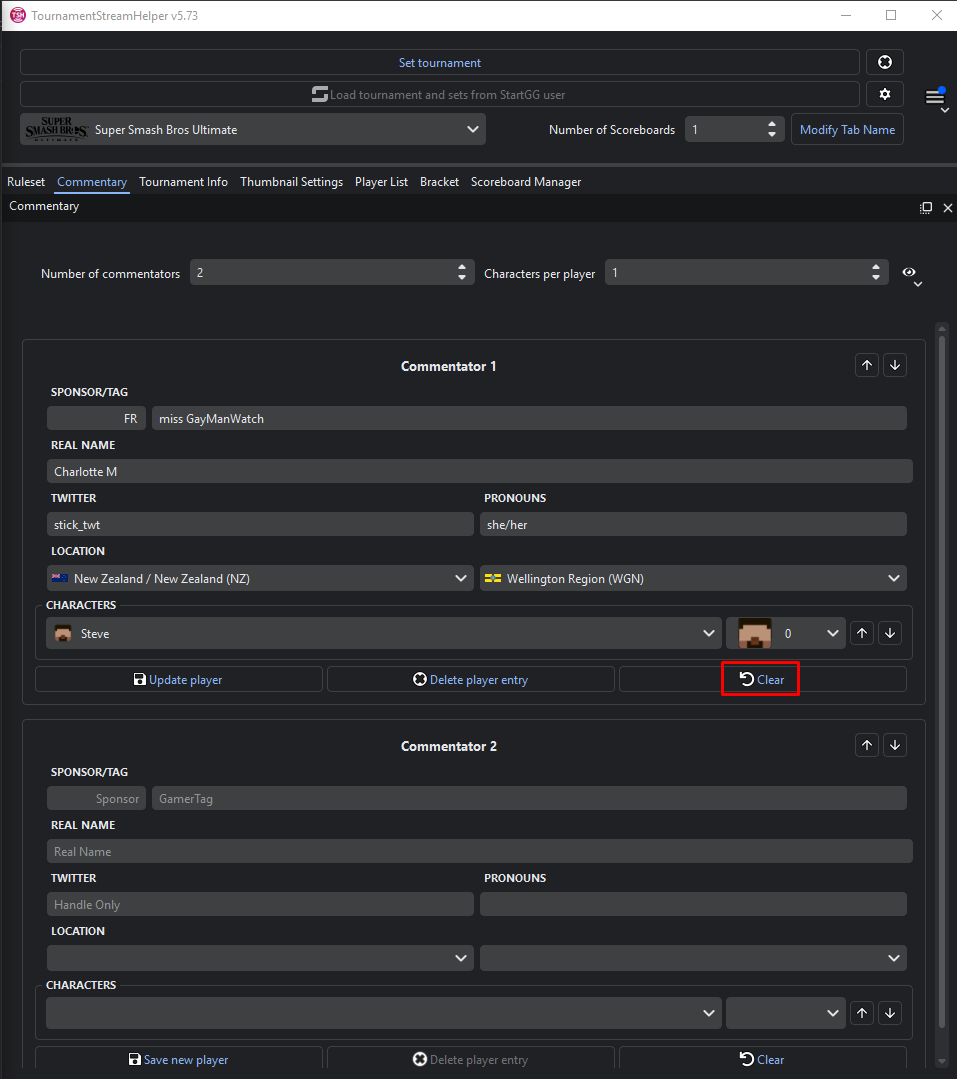 TSH TournamentStreamHelper v5.73
Set tournament
Load tournament and sets from StartGG user
SUPER SMASH BROS ULTIMATE Super Smash Bros Ultimate Number of Scoreboards 1 Modify Tab Name
Ruleset Commentary Tournament Info Thumbnail Settings Player List Bracket Scoreboard Manager
Commentary
Number of commentators 2 Characters per player 1
Commentator 1
SPONSOR/TAG
FR miss GayManWatch
REAL NAME
Charlotte M
TWITTER PRONOUNS
stick_twt she/her
LOCATION
New Zealand / New Zealand (NZ) Wellington Region (WGN)
CHARACTERS
Steve 0
Update player Delete player entry Clear
Commentator 2
SPONSOR/TAG
Sponsor GamerTag
REAL NAME
Real Name
TWITTER PRONOUNS
Handle Only
LOCATION
CHARACTERS
Save new player Delete player entry Clear